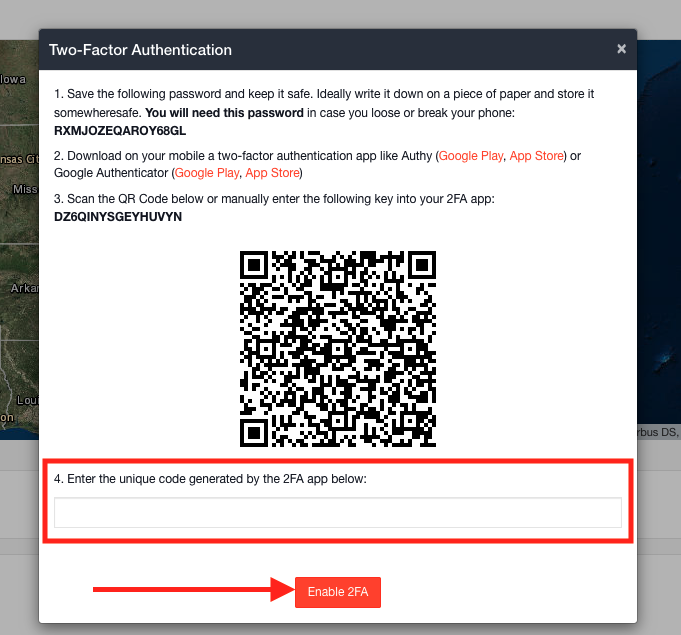 Two-Factor Authentication ×
Iowa
1. Save the following password and keep it safe. Ideally write it down on a piece of paper and store it
somewheresafe. You will need this password in case you loose or break your phone:
RXMJOZEQAROY68GL
2. Download on your mobile a two-factor authentication app like Authy (Google Play, App Store) or
nsas Cit
Google Authenticator (Google Play, App Store)
Miss
3. Scan the QR Code below or manually enter the following key into your 2FA app:
DZ6QINYSGEYHUVYN
Arkan
Loui
on
rbus DS,
4. Enter the unique code generated by the 2FA app below:
Enable 2FA